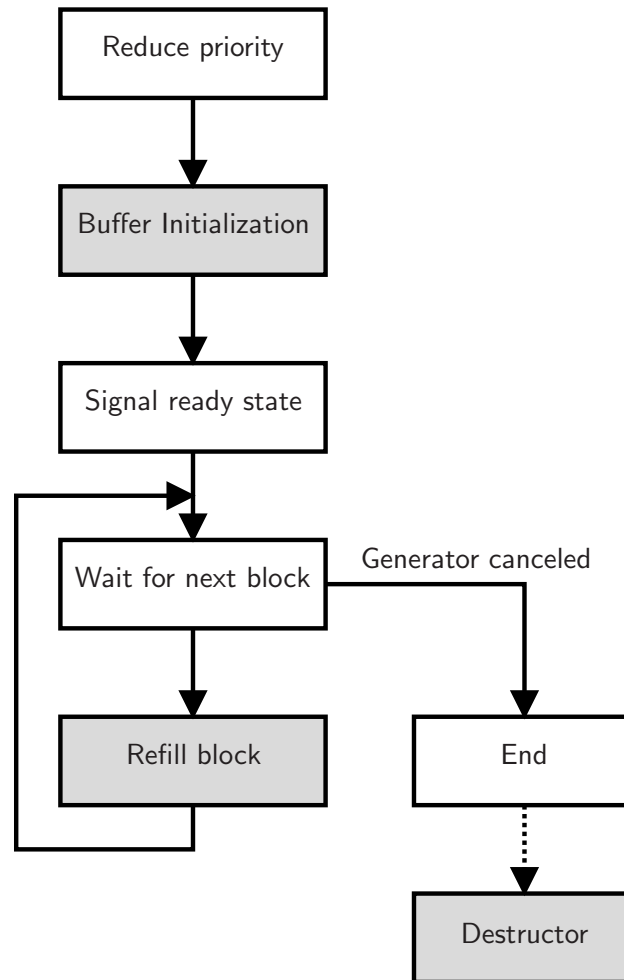 Reduce priority
Buffer Initialization
Signal ready state
Wait for next block
Generator canceled
Refill block
End
Destructor